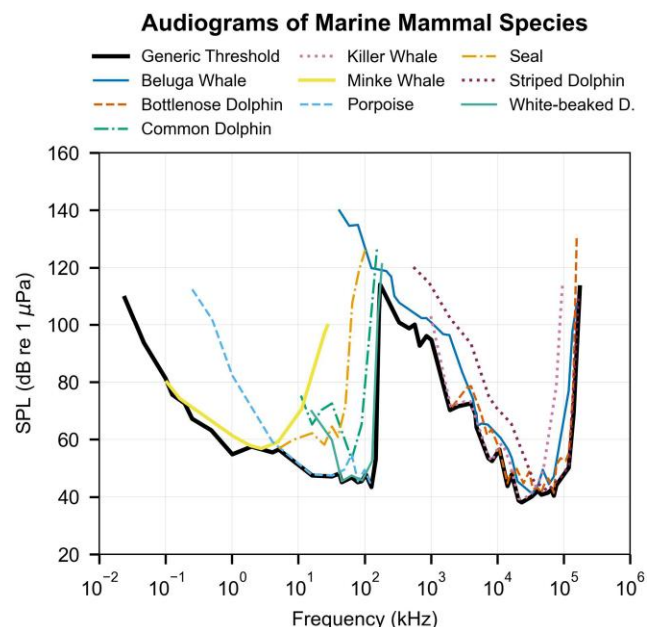 Audiograms of Marine Mammal Species
Generic Threshold Killer Whale Seal
Beluga Whale Minke Whale Striped Dolphin
Bottlenose Dolphin Porpoise White-beaked D.
Common Dolphin
160
140
120
100
80
60
40
20
SPL (dB re 1 μPa)
10⁻² 10⁻¹ 10⁰ 10¹ 10² 10³ 10⁴ 10⁵ 10⁶
Frequency (kHz)